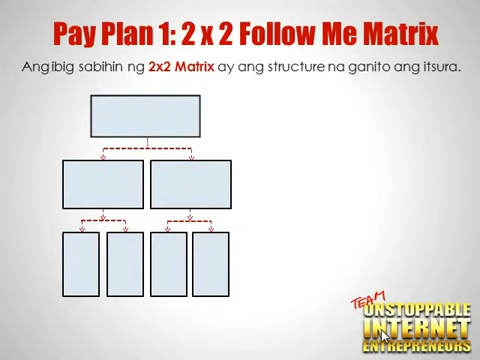 Pay Plan 1: 2 x 2 Follow Me Matrix
Ang ibig sabihin ng 2x2 Matrix ay ang structure na ganito ang itsura.
TEAM
UNSTOPPABLE
INTERNET
ENTREPRENEURS